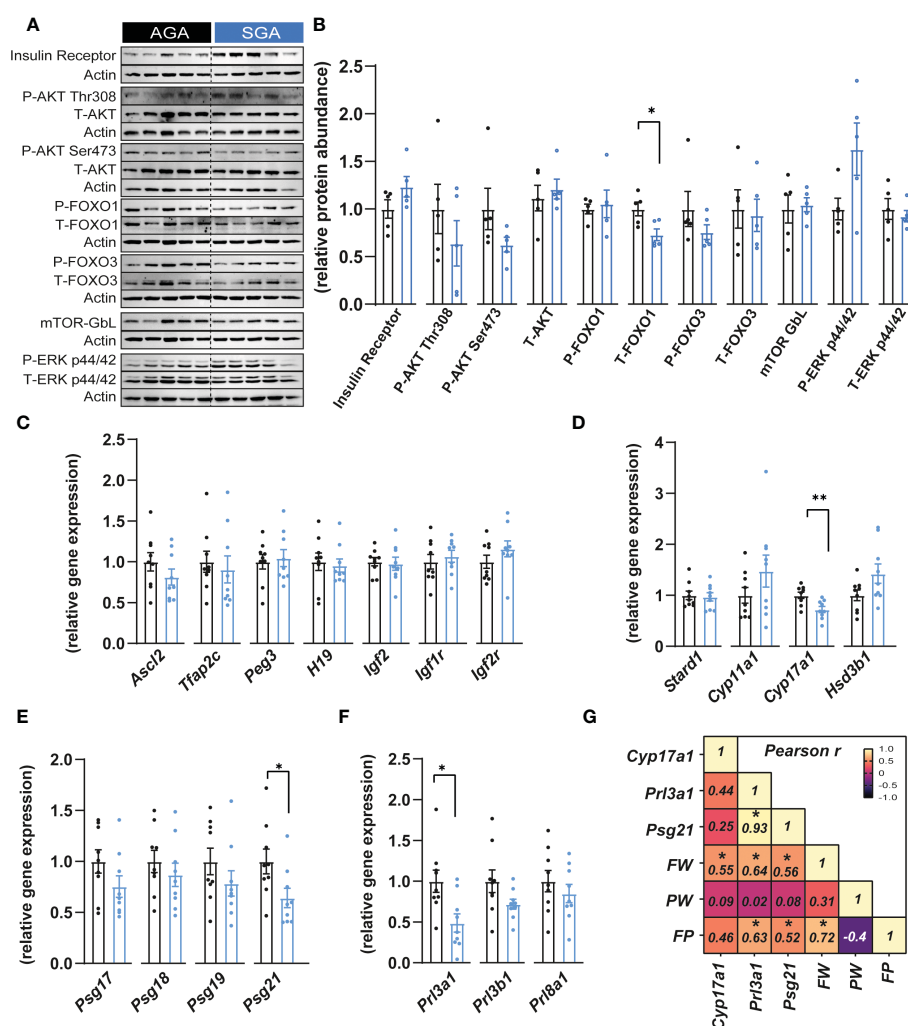 A
AGA SGA
Insulin Receptor
Actin
P-AKT Thr308
T-AKT
Actin
P-AKT Ser473
T-AKT
Actin
P-FOXO1
T-FOXO1
Actin
P-FOXO3
T-FOXO3
Actin
mTOR-GbL
P-ERK p44/42
T-ERK p44/42
Actin
B
(relative protein abundance)
2.5
2.0
1.5
1.0
0.5
0.0
*
Insulin Receptor
P-AKT Thr308
P-AKT Ser473
T-AKT
P-FOXO1
T-FOXO1
P-FOXO3
T-FOXO3
mTOR GbL
P-ERK p44/42
T-ERK p44/42
C
(relative gene expression)
2.5
2.0
1.5
1.0
0.5
0.0
Ascl2
Tfap2c
Peg3
H19
Igf2
Igf1r
Igf2r
D
(relative gene expression)
4
3
2
1
0
**
Stard1
Cyp11a1
Cyp17a1
Hsd3b1
E
(relative gene expression)
2.0
1.5
1.0
0.5
0.0
*
Psg17
Psg18
Psg19
Psg21
F
(relative gene expression)
2.5
2.0
1.5
1.0
0.5
0.0
*
Prl3a1
Prl3b1
Prl8a1
G
Pearson r
1.0
0.5
0
-0.5
-1.0
Cyp17a1 1
Prl3a1 0.44 1
Psg21 0.25 * 0.93 1
FW * 0.55 * 0.64 * 0.56 1
PW 0.09 0.02 0.08 0.31 1
FP 0.46 * 0.63 * 0.52 * 0.72 -0.4 1
Cyp17a1
Prl3a1
Psg21
FW
PW
FP